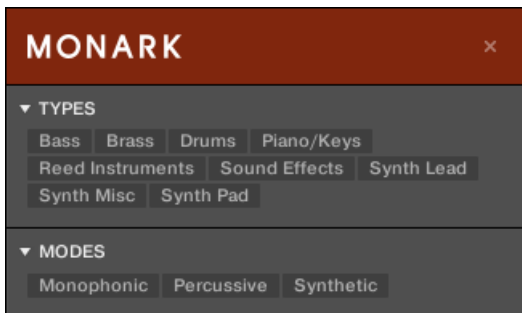 MONARK ×
▼ TYPES
Bass Brass Drums Piano/Keys
Reed Instruments Sound Effects Synth Lead
Synth Misc Synth Pad
▼ MODES
Monophonic Percussive Synthetic